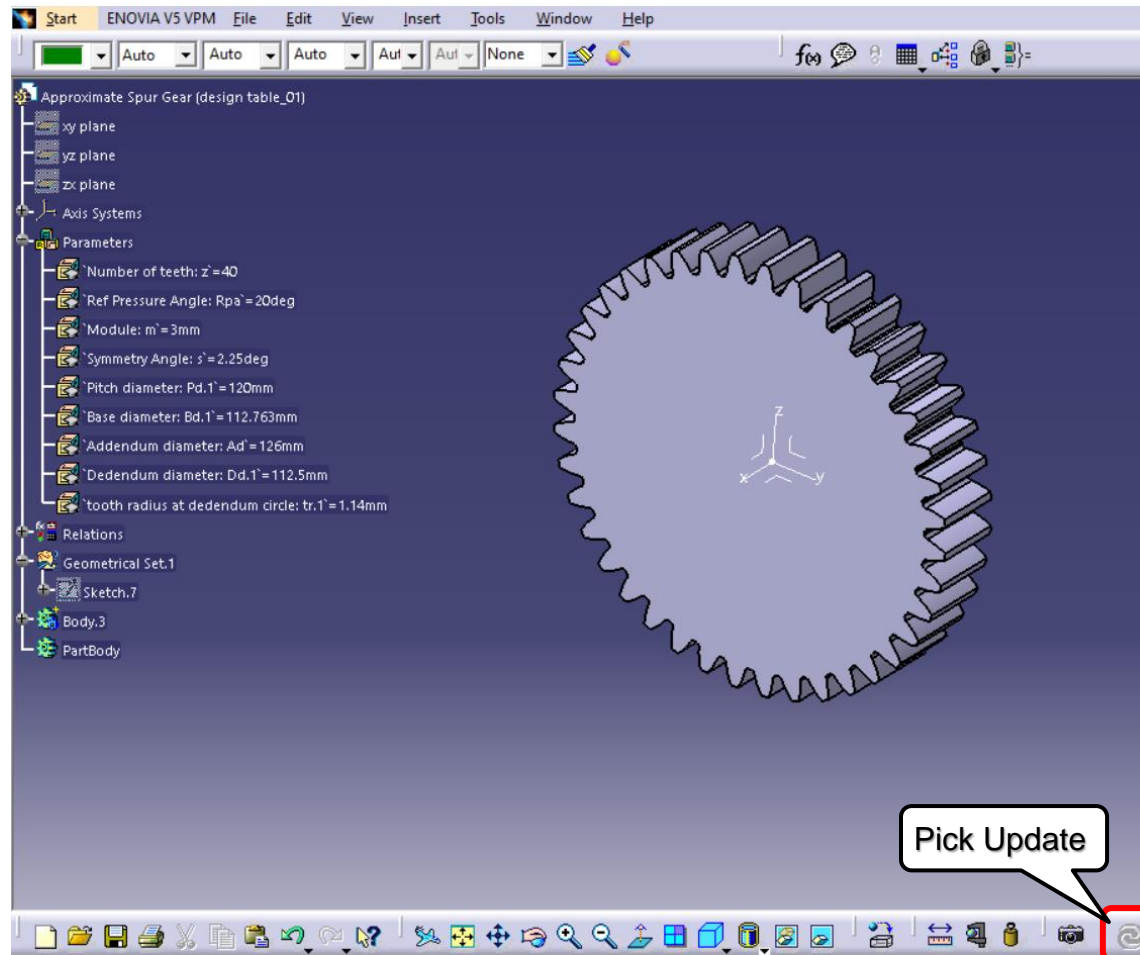 Start ENOVIA V5 VPM File Edit View Insert Tools Window Help
Auto Auto Auto Aut Aut None
f(x)
Approximate Spur Gear (design table_01)
xy plane
yz plane
zx plane
Axis Systems
Parameters
`Number of teeth: z`=40
`Ref Pressure Angle: Rpa`=20deg
`Module: m`=3mm
`Symmetry Angle: s`=2.25deg
`Pitch diameter: Pd.1`=120mm
`Base diameter: Bd.1`=112.763mm
`Addendum diameter: Ad`=126mm
`Dedendum diameter: Dd.1`=112.5mm
`tooth radius at dedendum circle: tr.1`=1.14mm
Relations
Geometrical Set.1
Sketch.7
Body.3
PartBody
z
x y
Pick Update